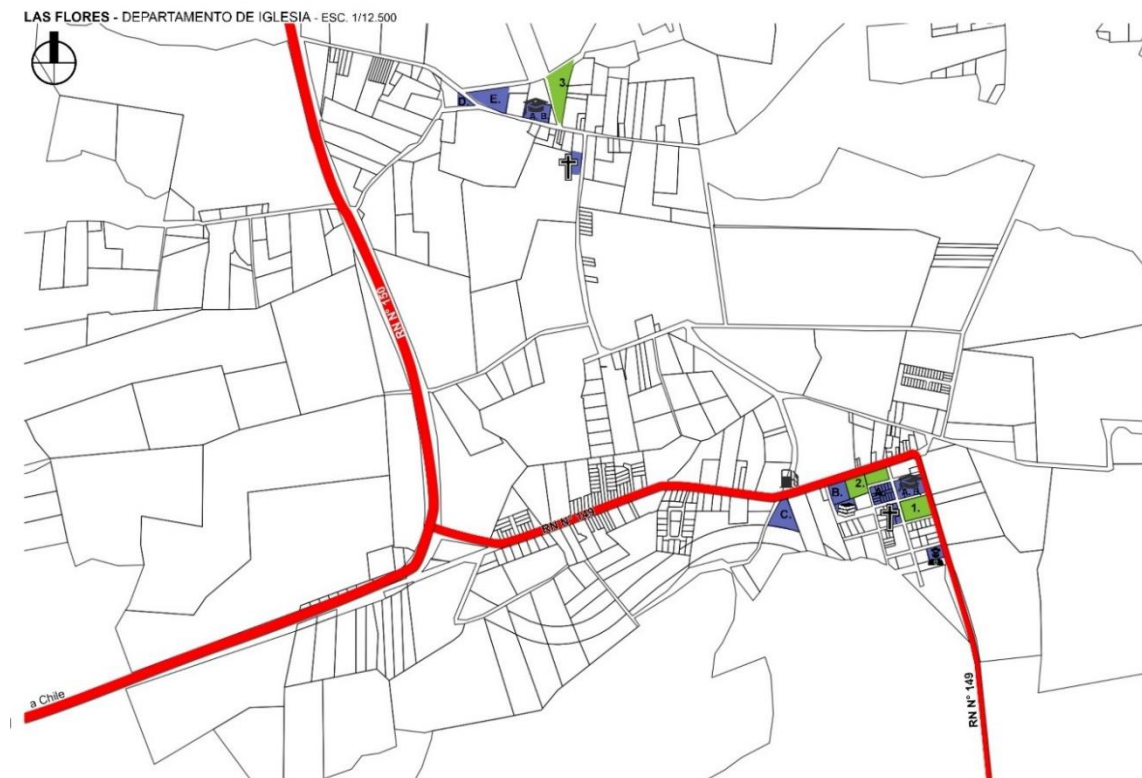 LAS FLORES - DEPARTAMENTO DE IGLESIA - ESC. 1/12.500
3.
D.
E.
A. B.
RN N° 150
2.
B.
A.
A. B.
1.
C.
RN N. 149
a Chile
RN N° 149